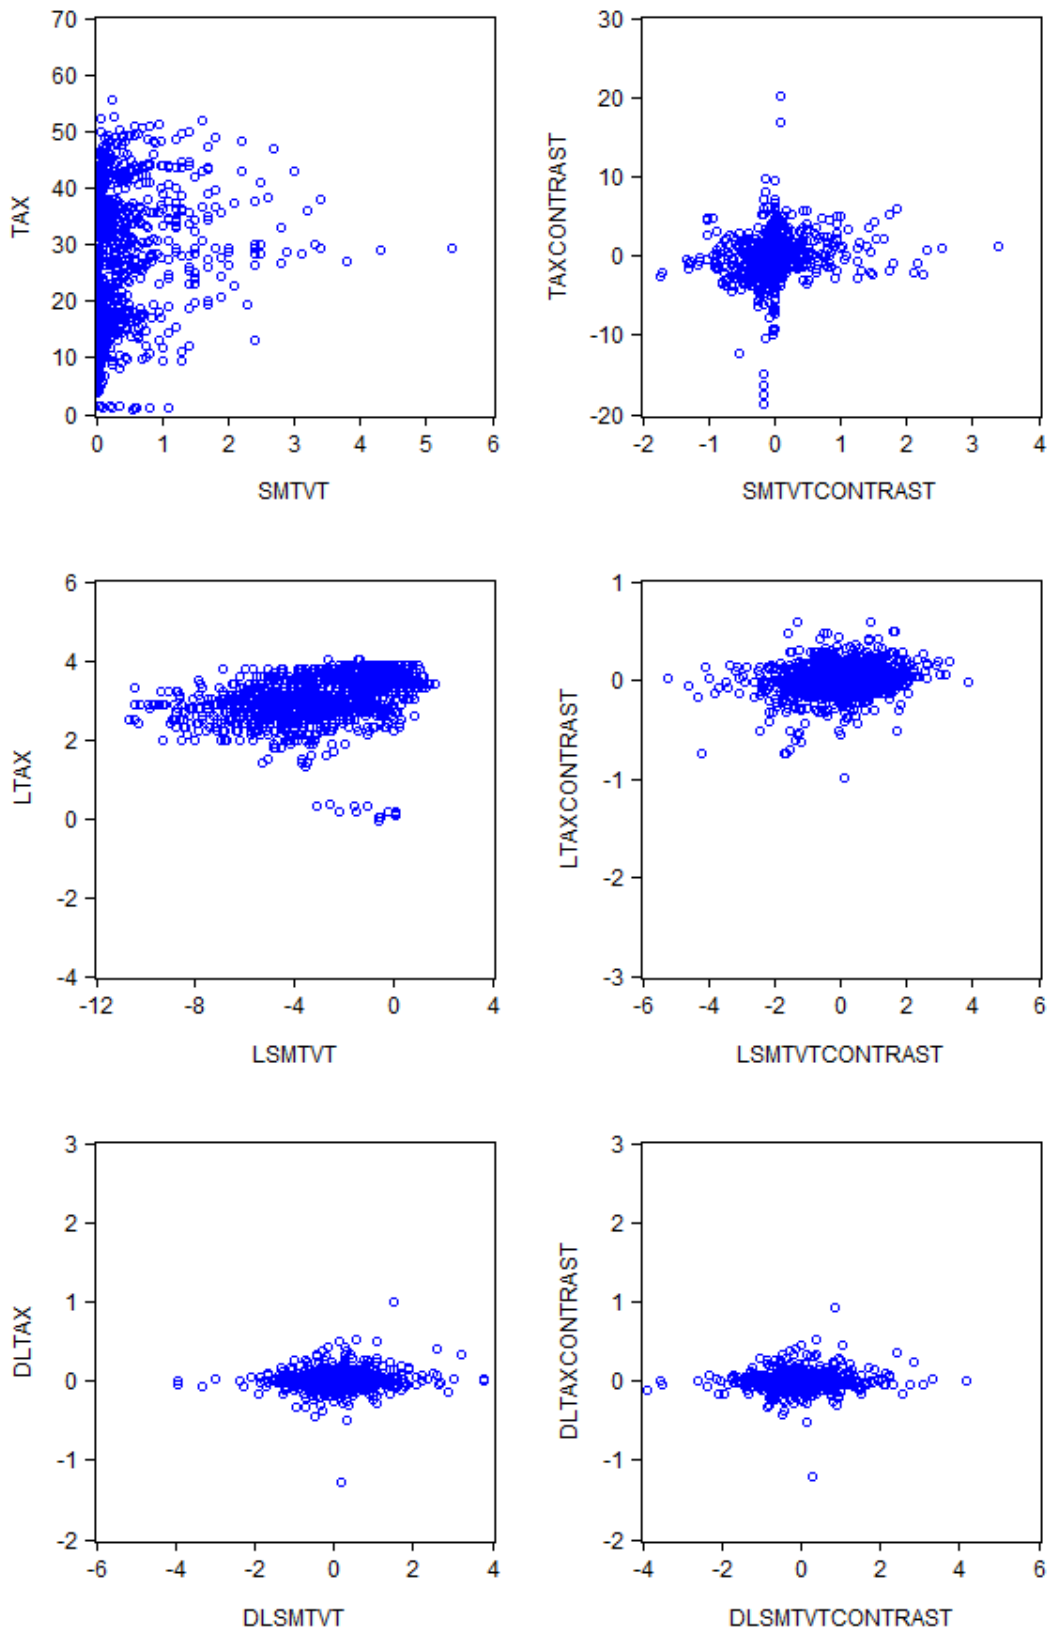 70
60
50
40
30
20
10
0
TAX
0 1 2 3 4 5 6
SMTVT
30
20
10
0
-10
-20
TAXCONTRAST
-2 -1 0 1 2 3 4
SMTVTCONTRAST
6
4
2
0
-2
-4
LTAX
-12 -8 -4 0 4
LSMTVT
1
0
-1
-2
-3
LTAXCONTRAST
-6 -4 -2 0 2 4 6
LSMTVTCONTRAST
3
2
1
0
-1
-2
DLTAX
-6 -4 -2 0 2 4
DLSMTVT
3
2
1
0
-1
-2
DLTAXCONTRAST
-4 -2 0 2 4 6
DLSMTVTCONTRAST